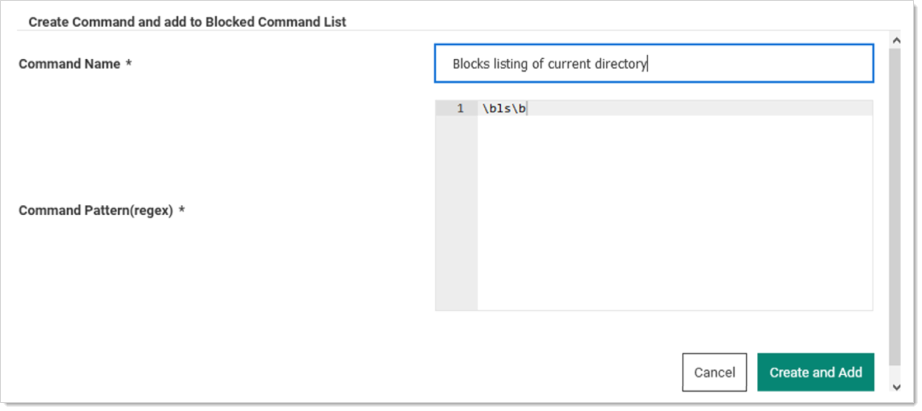 Create Command and add to Blocked Command List
Command Name *
Blocks listing of current directory
1 \bls\b
Command Pattern(regex) *
Cancel
Create and Add